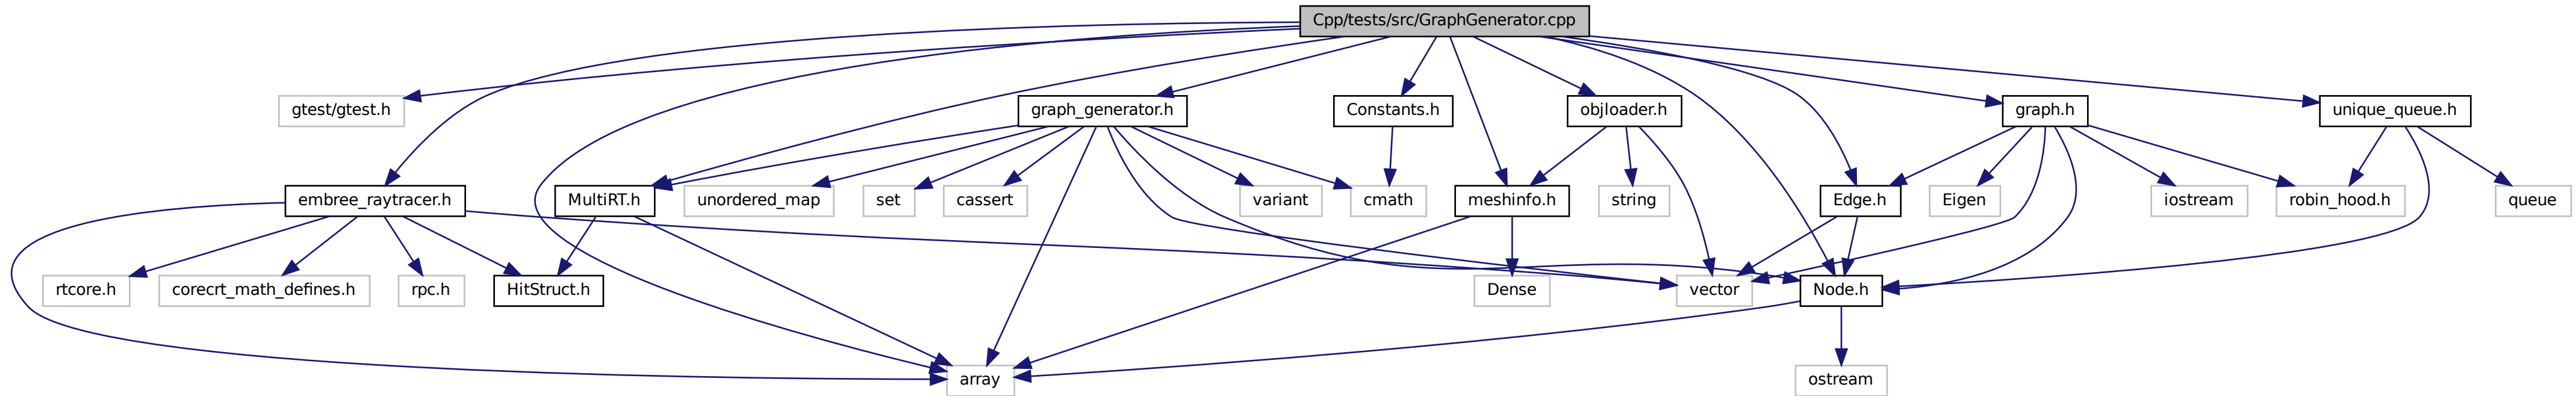 Cpp/tests/src/GraphGenerator.cpp
gtest/gtest.h
graph_generator.h
Constants.h
objloader.h
graph.h
unique_queue.h
embree_raytracer.h
MultiRT.h
unordered_map
set
cassert
variant
cmath
meshinfo.h
string
Edge.h
Eigen
iostream
robin_hood.h
queue
rtcore.h
corecrt_math_defines.h
rpc.h
HitStruct.h
Dense
vector
Node.h
array
ostream